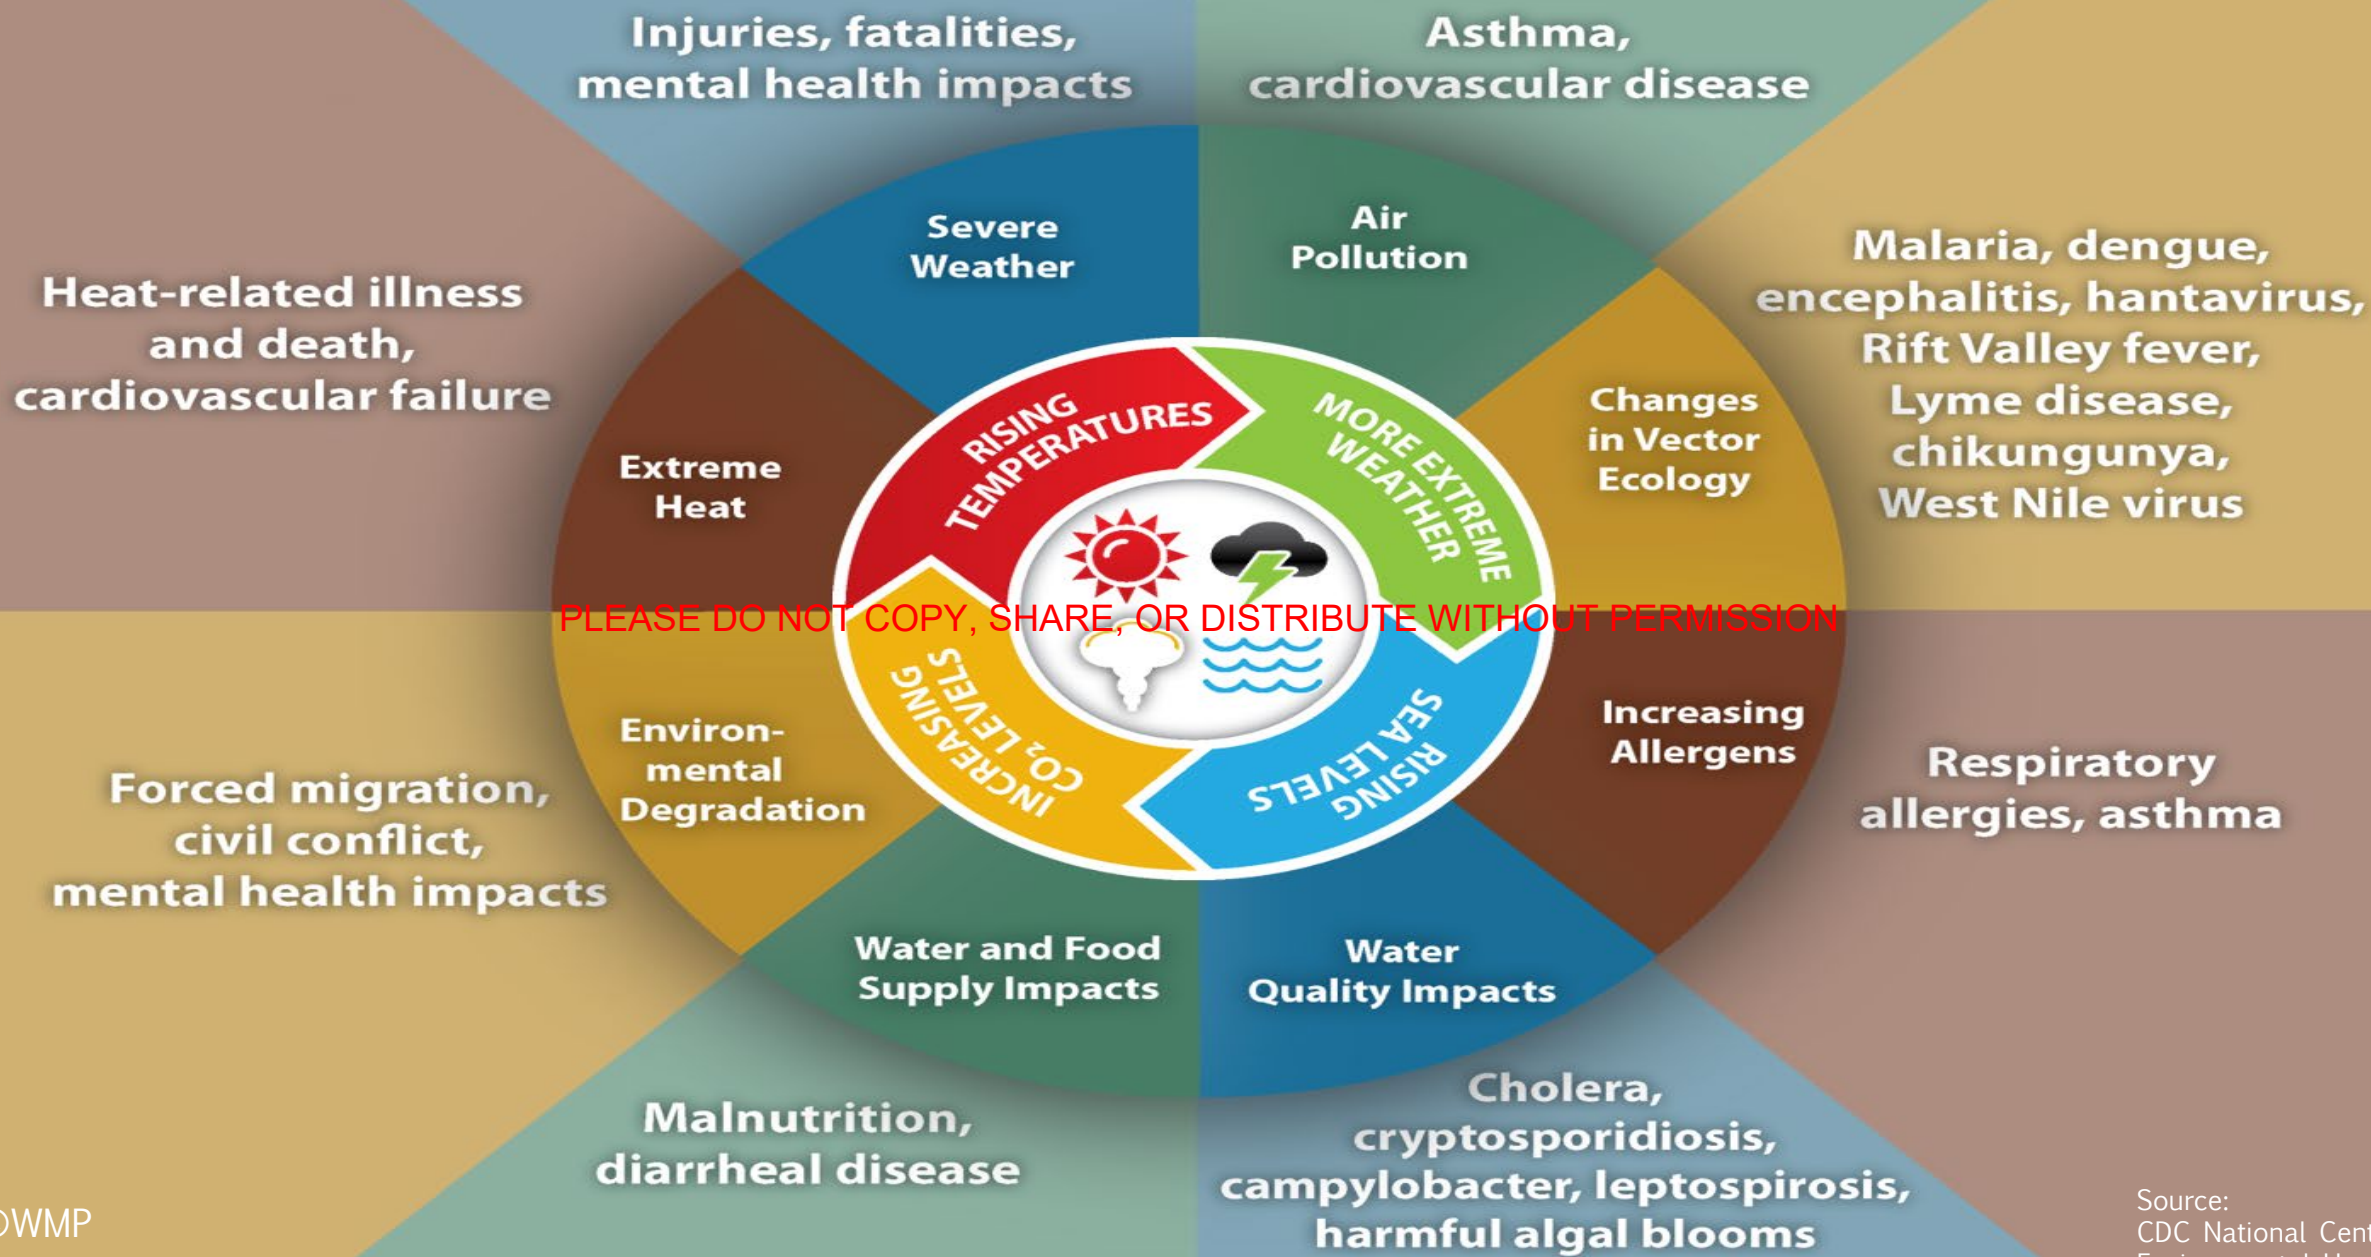 Injuries, fatalities,
mental health impacts
Asthma,
cardiovascular disease
Severe
Weather
Air
Pollution
Heat-related illness
and death,
cardiovascular failure
Malaria, dengue,
encephalitis, hantavirus,
Rift Valley fever,
Lyme disease,
chikungunya,
West Nile virus
Extreme
Heat
RISING
TEMPERATURES
MORE EXTREME
WEATHER
Changes
in Vector
Ecology
PLEASE DO NOT COPY, SHARE, OR DISTRIBUTE WITHOUT PERMISSION
Environ-
mental
Degradation
INCREASING
CO₂ LEVELS
RISING
SEA LEVELS
Increasing
Allergens
Forced migration,
civil conflict,
mental health impacts
Respiratory
allergies, asthma
Water and Food
Supply Impacts
Water
Quality Impacts
Malnutrition,
diarrheal disease
Cholera,
cryptosporidiosis,
campylobacter, leptospirosis,
harmful algal blooms
©WMP
Source:
CDC National Cent